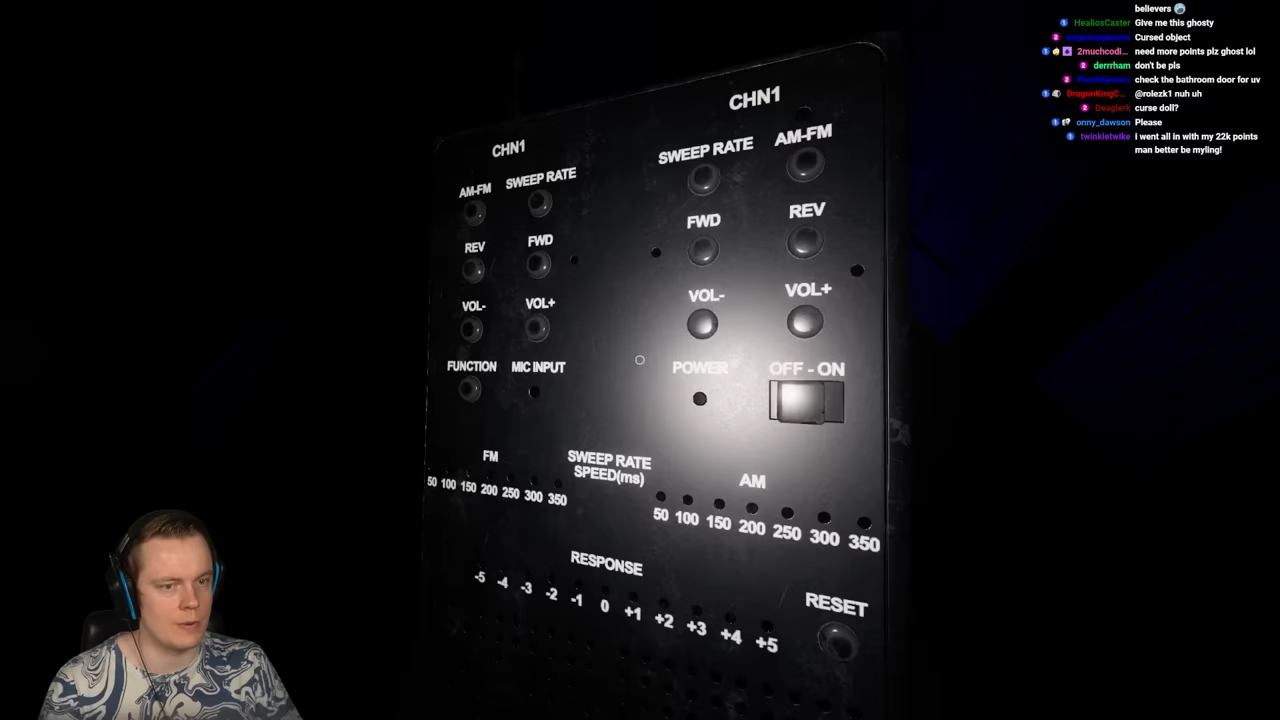 believers
HealiosCaster Give me this ghosty
Cursed object
2muchcodi... need more points plz ghost lol
derrrham don't be pls
check the bathroom door for uv
DragonKingC... @rolezk1 nuh uh
Deaglerk curse doll?
onny_dawson Please
twinkletwike i went all in with my 22k points
man better be myling!
CHN1 CHN1
AM-FM SWEEP RATE SWEEP RATE AM-FM
REV FWD FWD REV
VOL- VOL+ VOL- VOL+
FUNCTION MIC INPUT POWER OFF - ON
FM SWEEP RATE AM
SPEED(ms)
50 100 150 200 250 300 350 50 100 150 200 250 300 350
RESPONSE
-5 -4 -3 -2 -1 0 +1 +2 +3 +4 +5
RESET